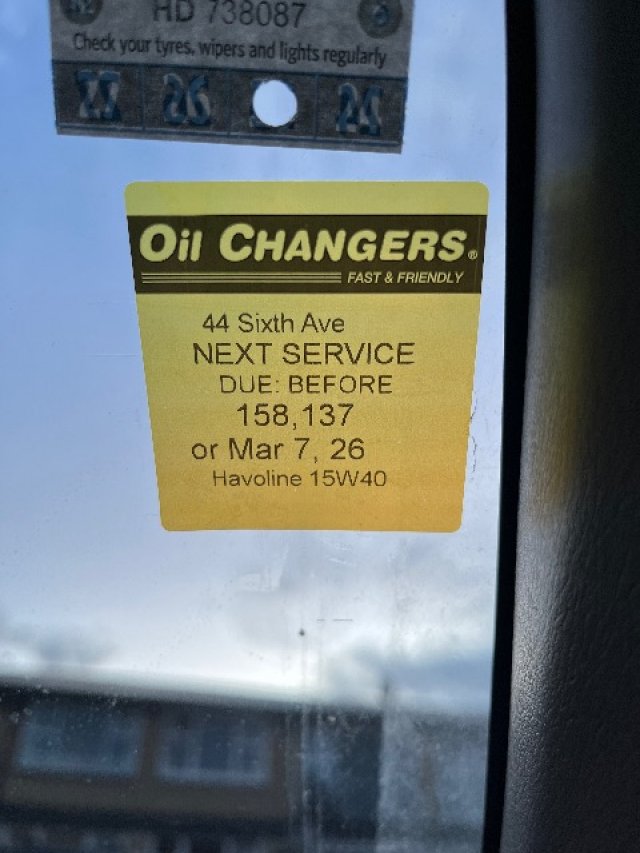 HD 738087
Check your tyres, wipers and lights regularly
Oil CHANGERS®
FAST & FRIENDLY
44 Sixth Ave
NEXT SERVICE
DUE: BEFORE
158,137
or Mar 7, 26
Havoline 15W40